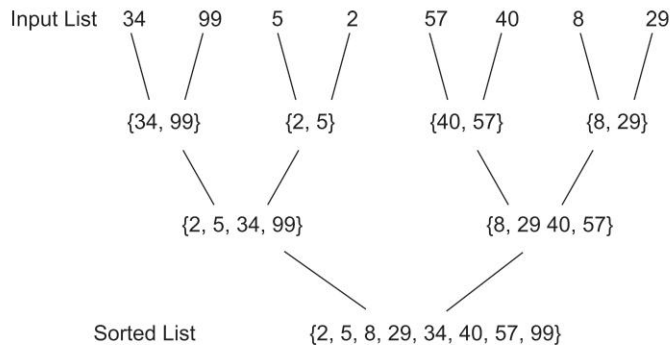 Input List 34 99 5 2 57 40 8 29
{34, 99} {2, 5} {40, 57} {8, 29}
{2, 5, 34, 99} {8, 29 40, 57}
Sorted List {2, 5, 8, 29, 34, 40, 57, 99}